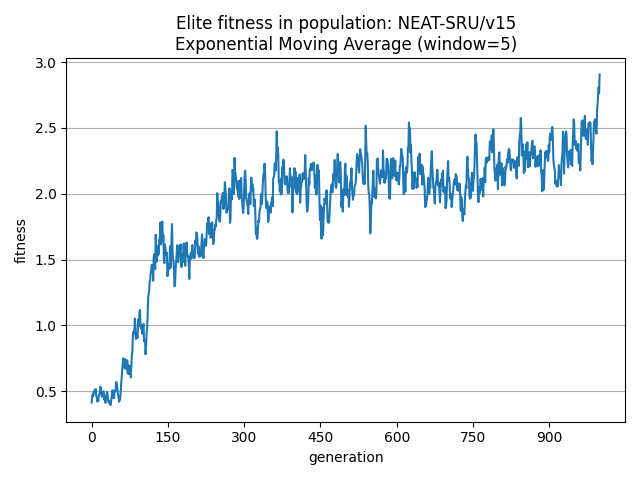 Elite fitness in population: NEAT-SRU/v15
Exponential Moving Average (window=5)
fitness
3.0
2.5
2.0
1.5
1.0
0.5
0 150 300 450 600 750 900
generation